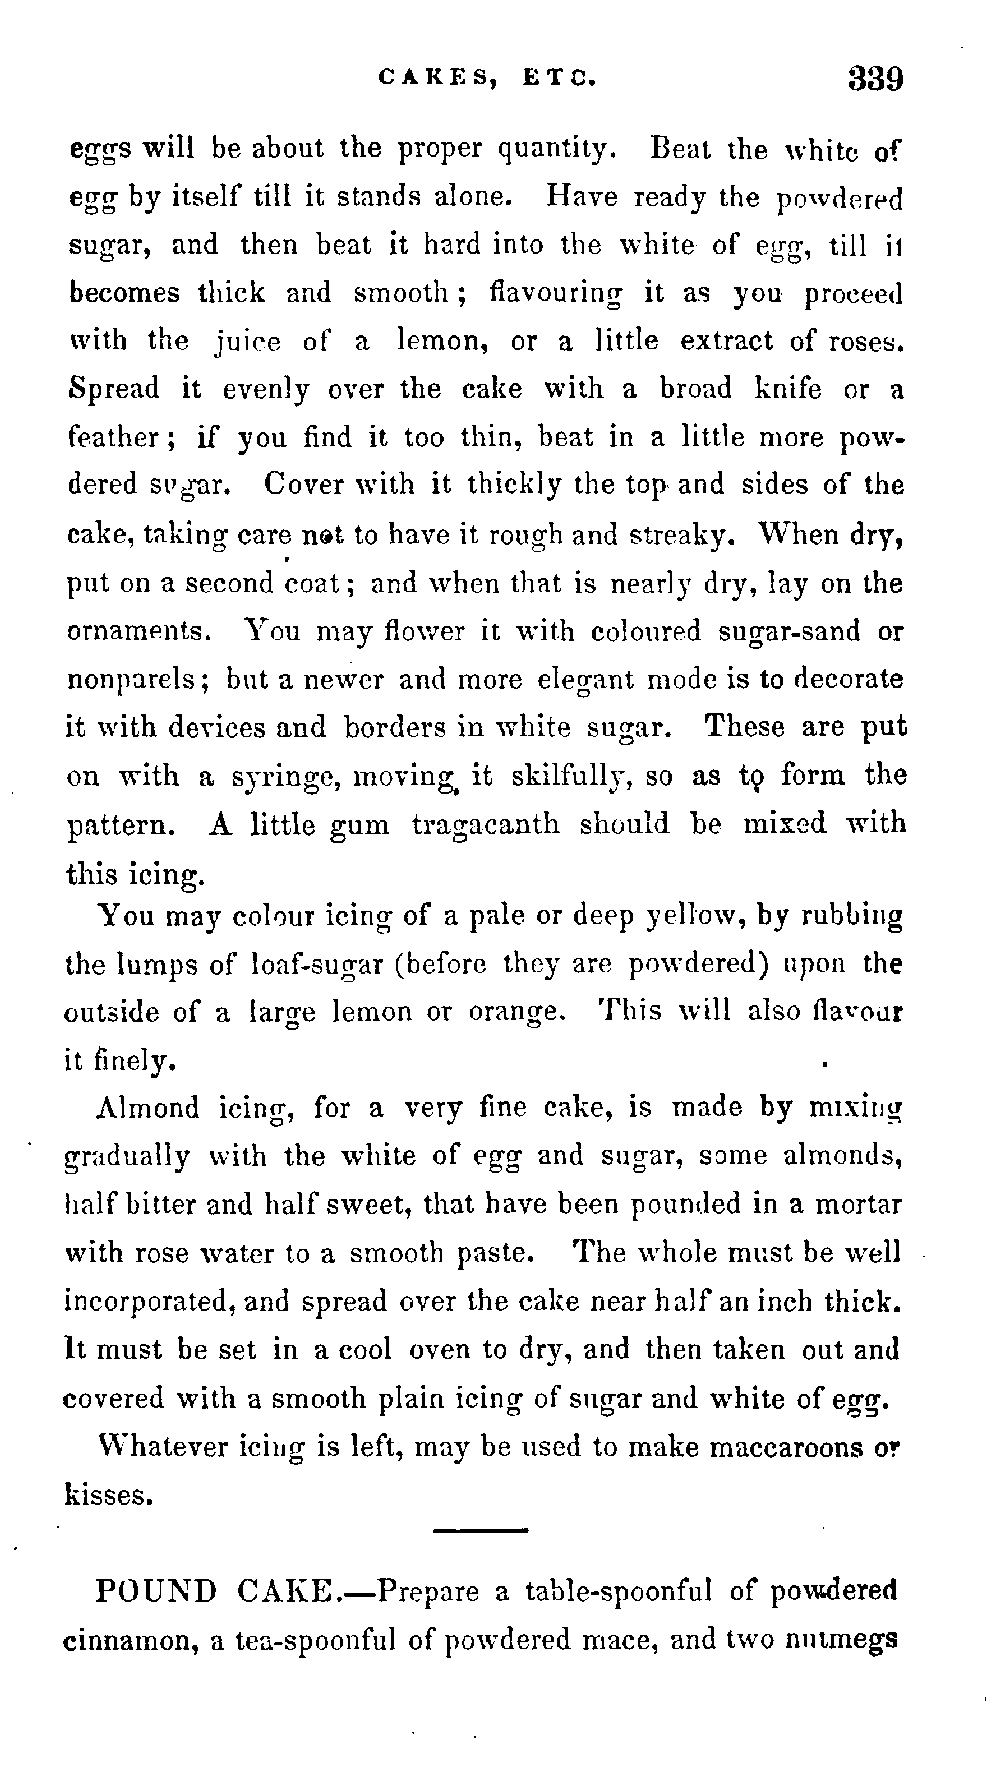 CAKES, ETC. 339
eggs will be about the proper quantity. Beat the white of
egg by itself till it stands alone. Have ready the powdered
sugar, and then beat it hard into the white of egg, till it
becomes thick and smooth; flavouring it as you proceed
with the juice of a lemon, or a little extract of roses.
Spread it evenly over the cake with a broad knife or a
feather; if you find it too thin, beat in a little more pow-
dered sugar. Cover with it thickly the top and sides of the
cake, taking care not to have it rough and streaky. When dry,
put on a second coat; and when that is nearly dry, lay on the
ornaments. You may flower it with coloured sugar-sand or
nonparels; but a newer and more elegant mode is to decorate
it with devices and borders in white sugar. These are put
on with a syringe, moving it skilfully, so as to form the
pattern. A little gum tragacanth should be mixed with
this icing.
You may colour icing of a pale or deep yellow, by rubbing
the lumps of loaf-sugar (before they are powdered) upon the
outside of a large lemon or orange. This will also flavour
it finely.
Almond icing, for a very fine cake, is made by mixing
gradually with the white of egg and sugar, some almonds,
half bitter and half sweet, that have been pounded in a mortar
with rose water to a smooth paste. The whole must be well
incorporated, and spread over the cake near half an inch thick.
It must be set in a cool oven to dry, and then taken out and
covered with a smooth plain icing of sugar and white of egg.
Whatever icing is left, may be used to make maccaroons or
kisses.
POUND CAKE.—Prepare a table-spoonful of powdered
cinnamon, a tea-spoonful of powdered mace, and two nutmegs